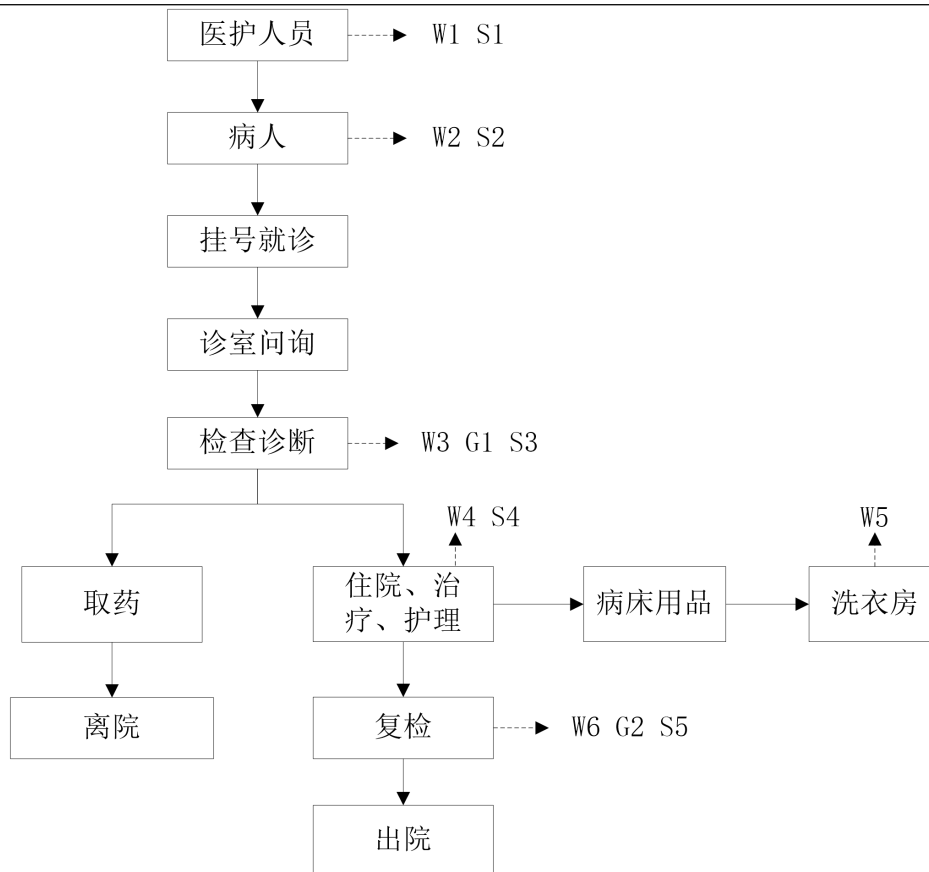 医护人员
W1 S1
病人
W2 S2
挂号就诊
诊室问询
检查诊断
W3 G1 S3
W4 S4
W5
取药
住院、治
疗、护理
病床用品
洗衣房
离院
复检
W6 G2 S5
出院